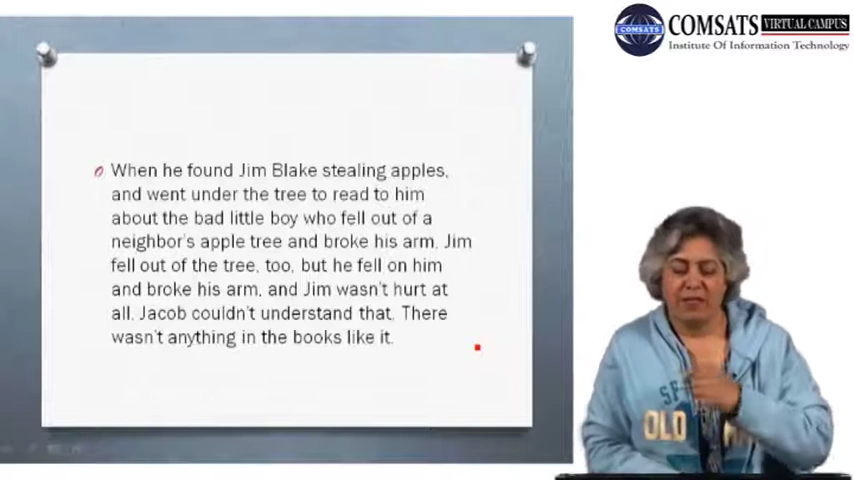 COMSATS VIRTUAL CAMPUS
COMSATS
Institute Of Information Technology
When he found Jim Blake stealing apples,
and went under the tree to read to him
about the bad little boy who fell out of a
neighbor's apple tree and broke his arm, Jim
fell out of the tree, too, but he fell on him
and broke his arm, and Jim wasn't hurt at
all. Jacob couldn't understand that. There
wasn't anything in the books like it.
OLD